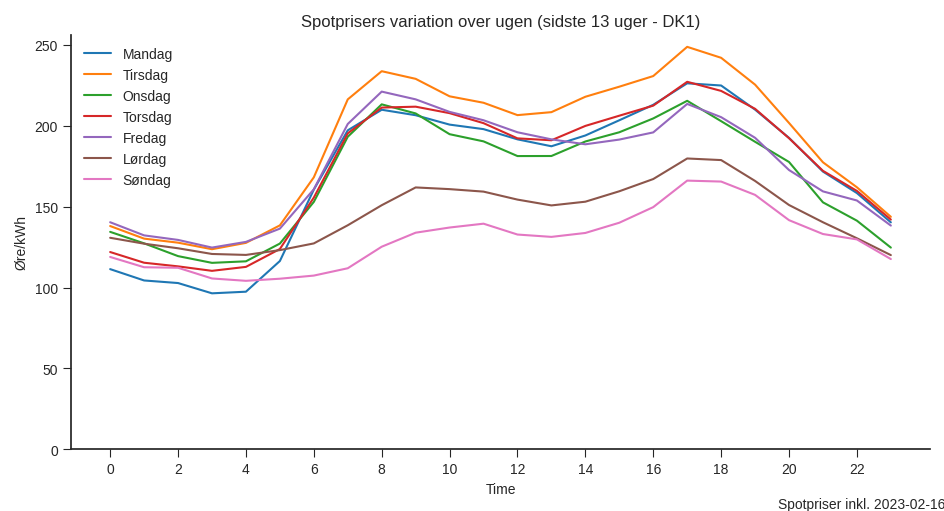 Spotprisers variation over ugen (sidste 13 uger - DK1)
250
200
150
100
50
0
Øre/kWh
Mandag
Tirsdag
Onsdag
Torsdag
Fredag
Lørdag
Søndag
0 2 4 6 8 10 12 14 16 18 20 22
Time
Spotpriser inkl. 2023-02-16